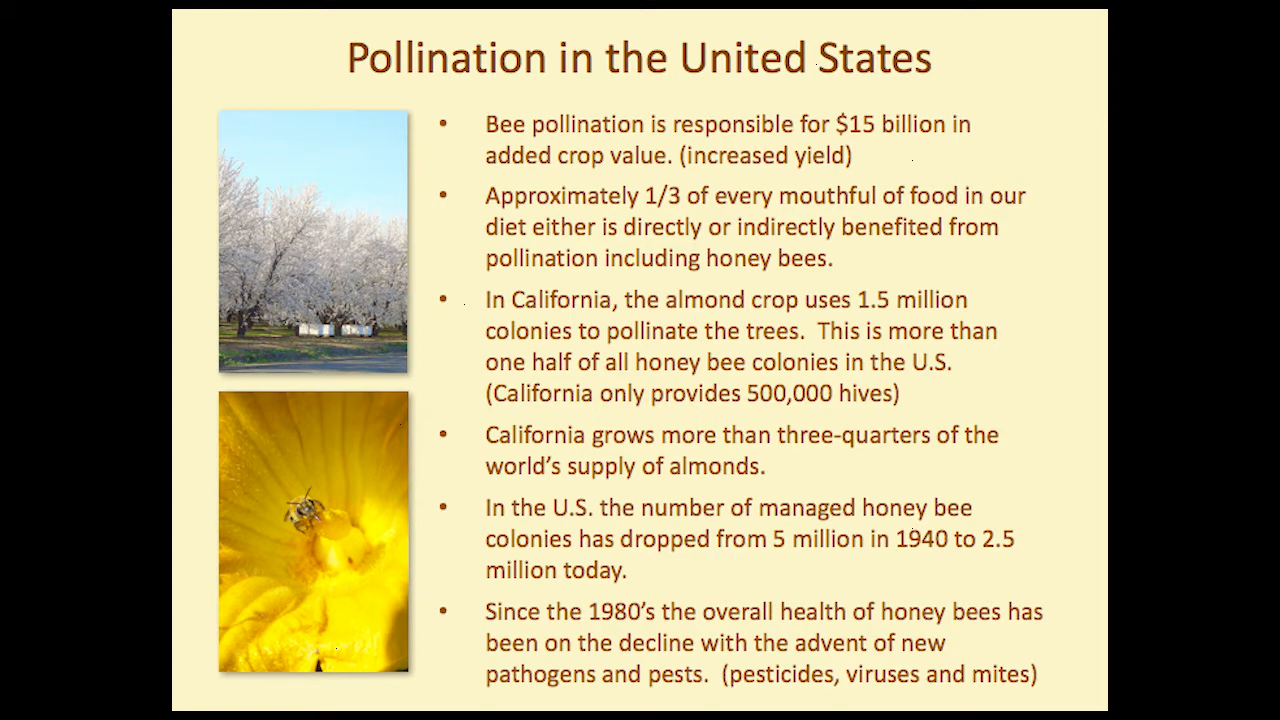 Pollination in the United States
• Bee pollination is responsible for $15 billion in
added crop value. (increased yield)
• Approximately 1/3 of every mouthful of food in our
diet either is directly or indirectly benefited from
pollination including honey bees.
• In California, the almond crop uses 1.5 million
colonies to pollinate the trees.  This is more than
one half of all honey bee colonies in the U.S.
(California only provides 500,000 hives)
• California grows more than three-quarters of the
world’s supply of almonds.
• In the U.S. the number of managed honey bee
colonies has dropped from 5 million in 1940 to 2.5
million today.
• Since the 1980’s the overall health of honey bees has
been on the decline with the advent of new
pathogens and pests.  (pesticides, viruses and mites)